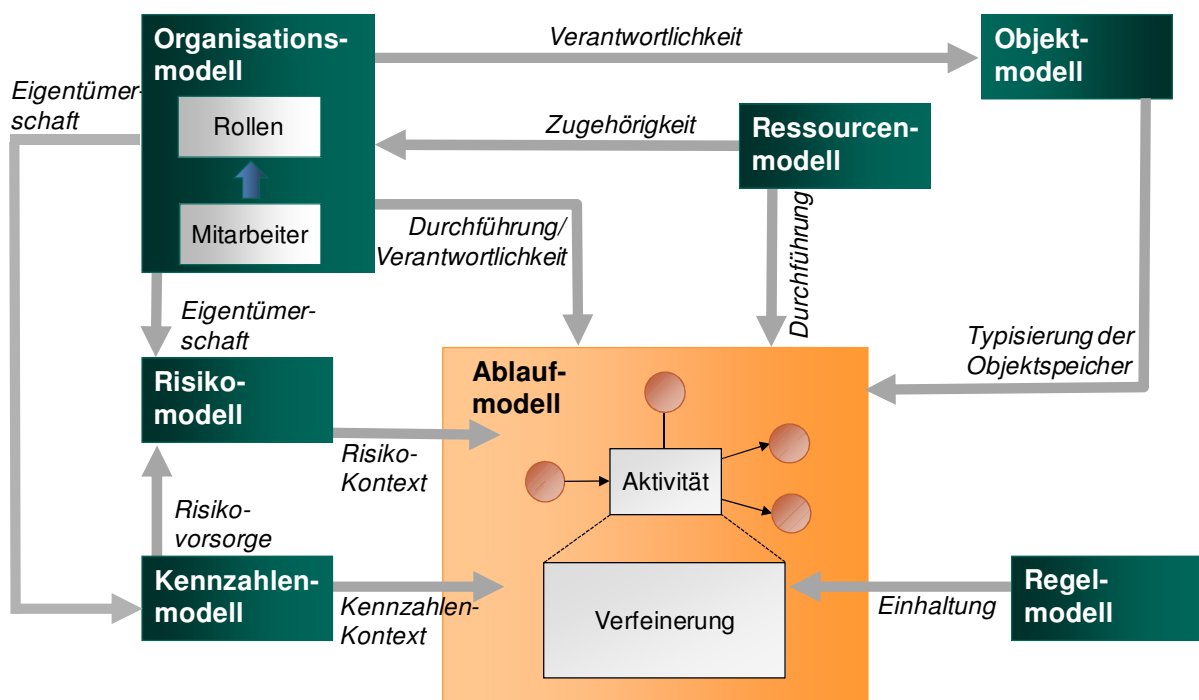 Organisations-
modell
Rollen
Mitarbeiter
Verantwortlichkeit
Objekt-
modell
Eigentümer-
schaft
Zugehörigkeit
Ressourcen-
modell
Durchführung/
Verantwortlichkeit
Durchführung
Eigentümer-
schaft
Typisierung der
Objektspeicher
Risiko-
modell
Risiko-
Kontext
Ablauf-
modell
Aktivität
Verfeinerung
Risiko-
vorsorge
Kennzahlen-
modell
Kennzahlen-
Kontext
Einhaltung
Regel-
modell